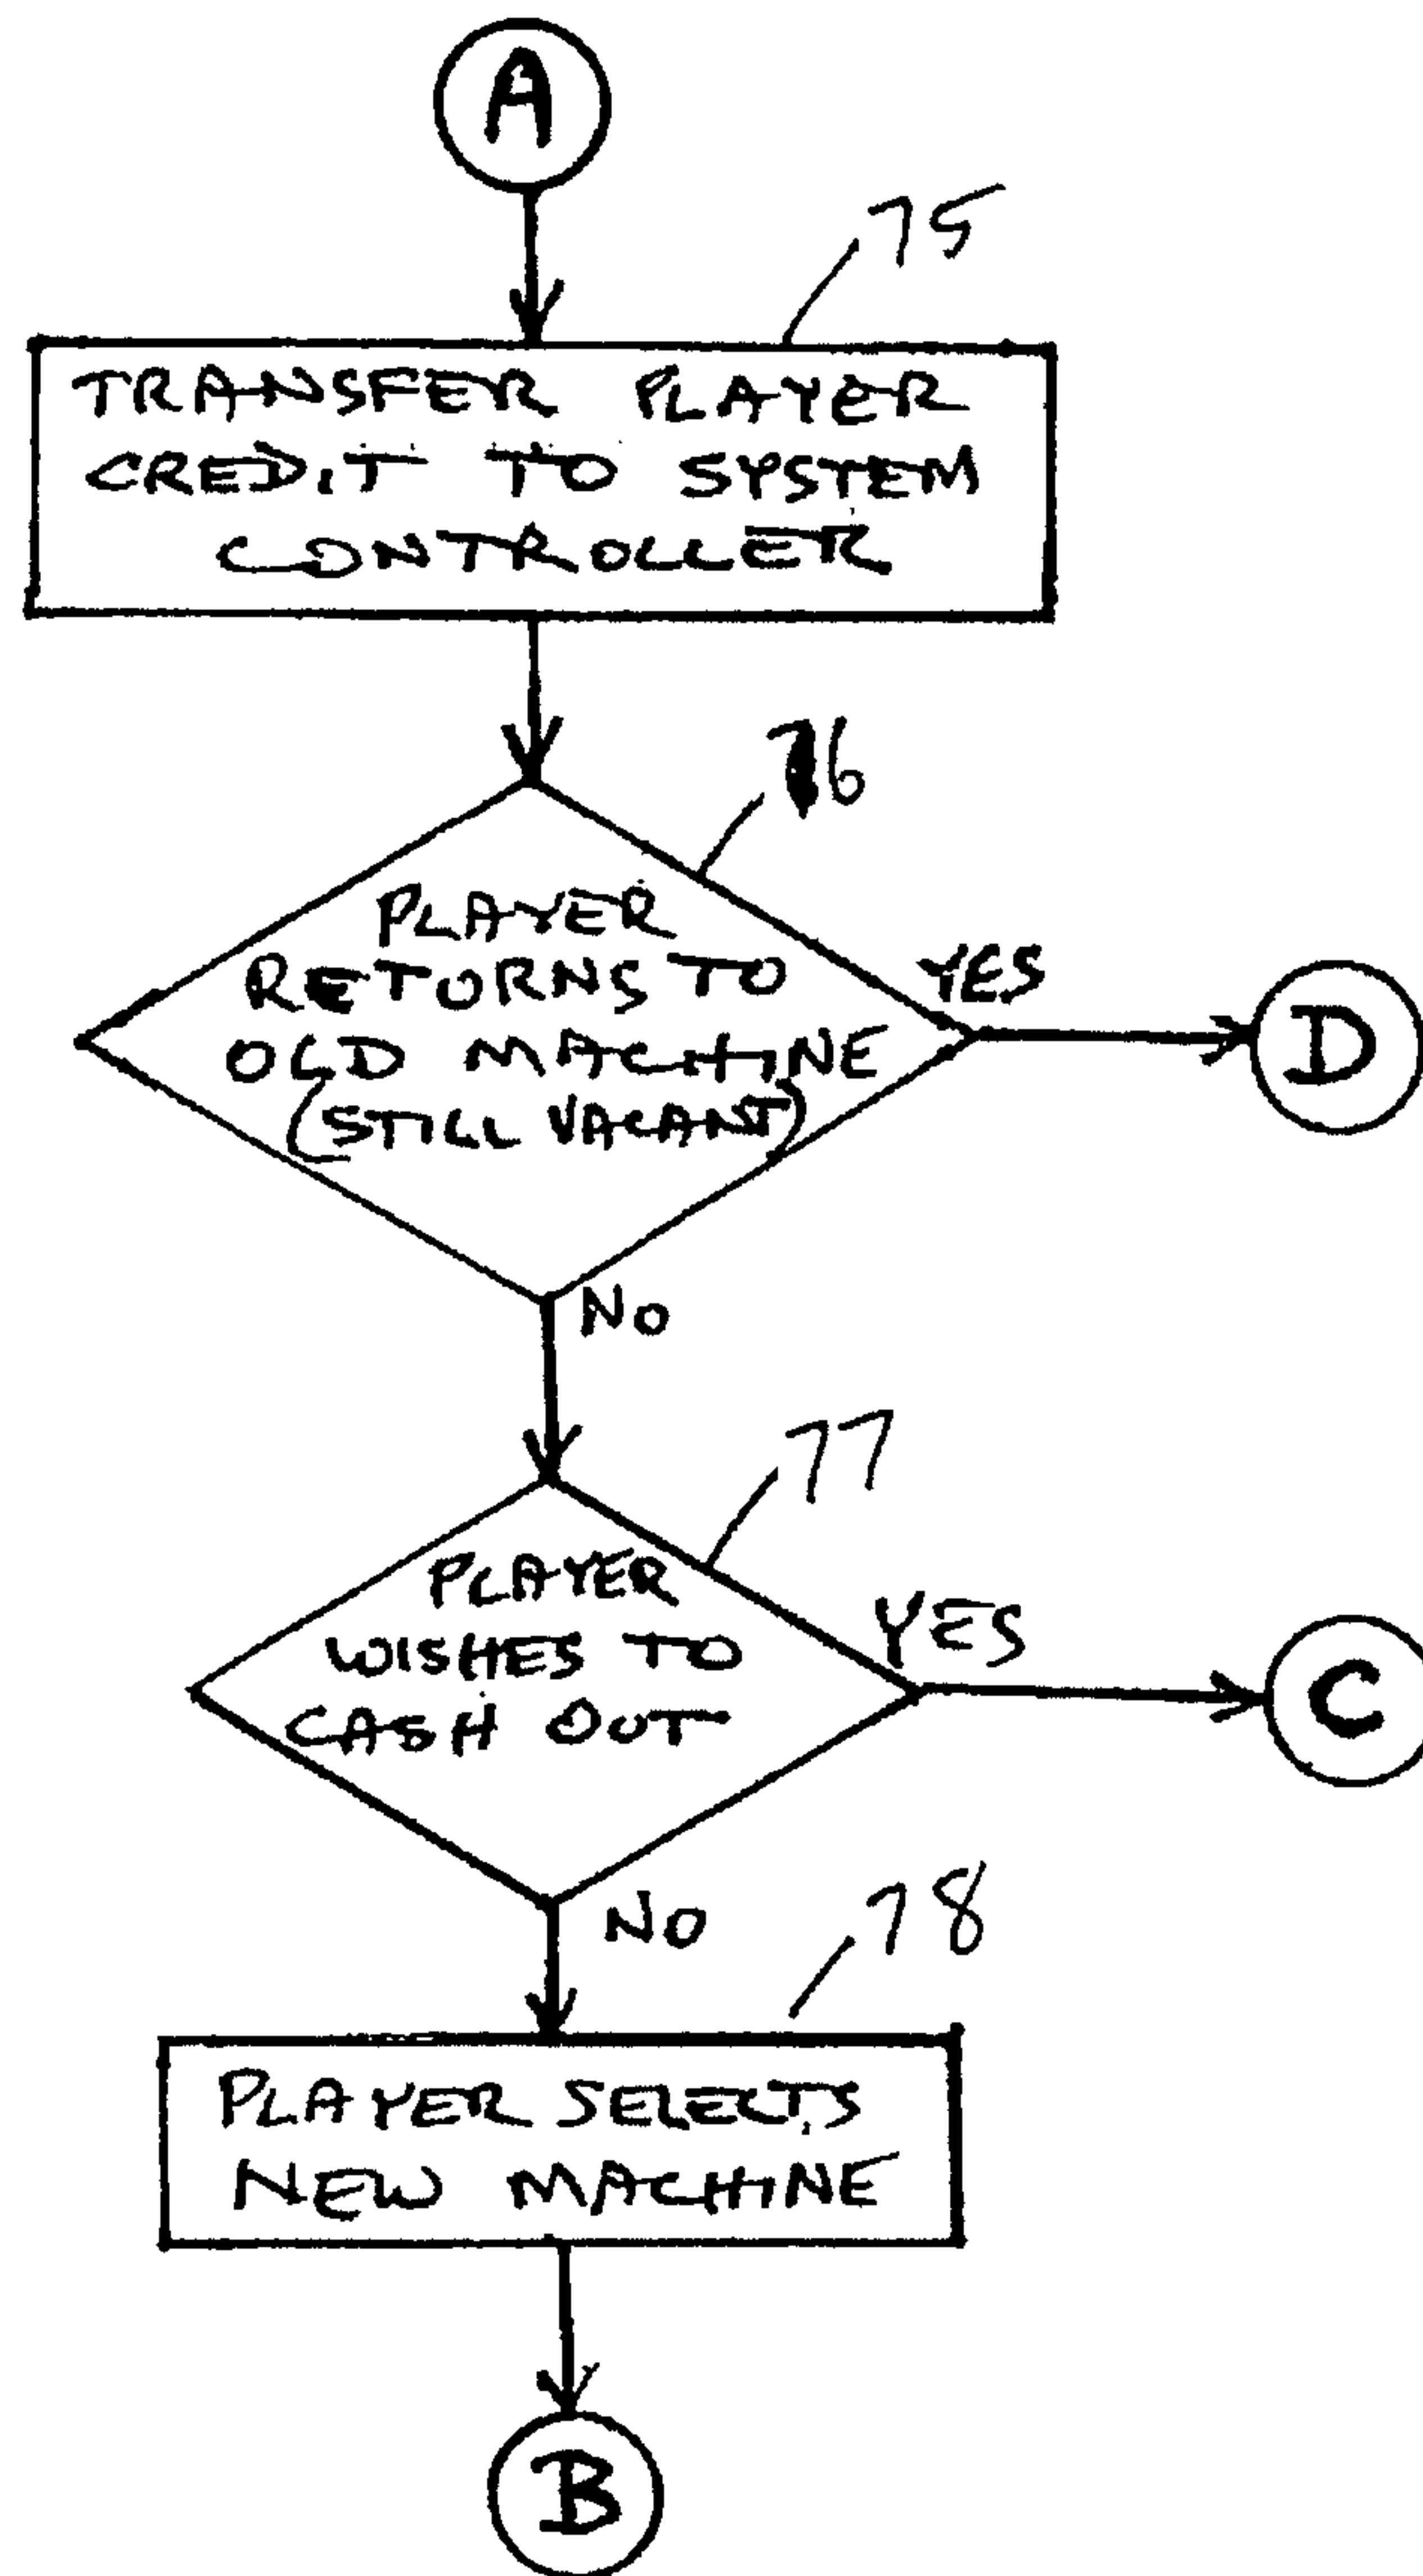 A
75
TRANSFER PLAYER
CREDIT TO SYSTEM
CONTROLLER
76
PLAYER
RETURNS TO
OLD MACHINE
(STILL VACANT)
YES
D
NO
77
PLAYER
WISHES TO
CASH OUT
YES
C
NO
78
PLAYER SELECTS
NEW MACHINE
B